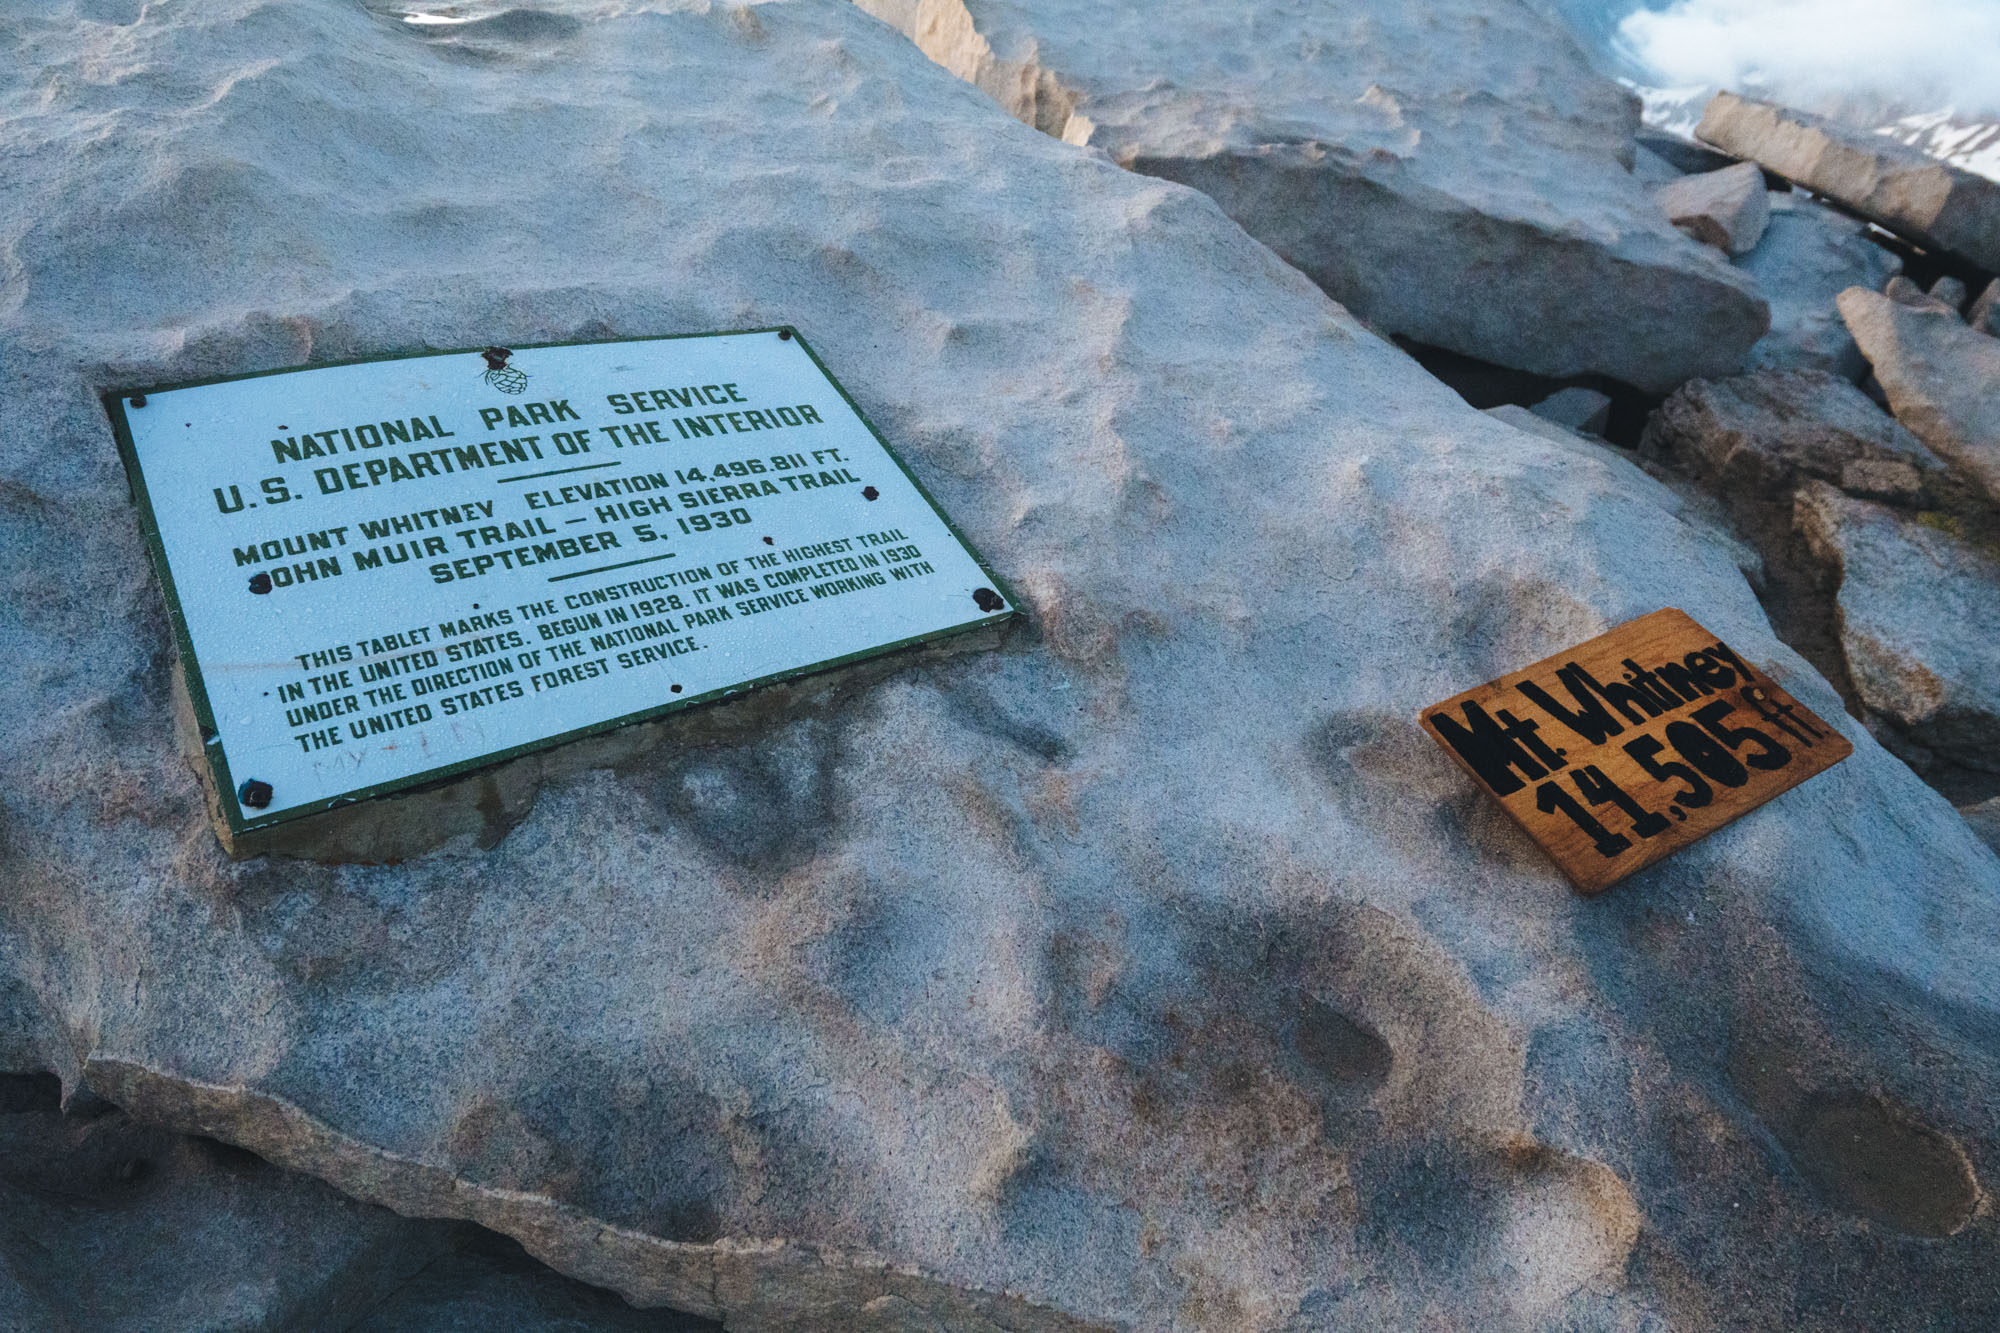 NATIONAL PARK SERVICE
U.S. DEPARTMENT OF THE INTERIOR
MOUNT WHITNEY ELEVATION 14,496.811 FT.
JOHN MUIR TRAIL – HIGH SIERRA TRAIL
SEPTEMBER 5, 1930
THIS TABLET MARKS THE CONSTRUCTION OF THE HIGHEST TRAIL
IN THE UNITED STATES. BEGUN IN 1928. IT WAS COMPLETED IN 1930
UNDER THE DIRECTION OF THE NATIONAL PARK SERVICE WORKING WITH
THE UNITED STATES FOREST SERVICE.
Mt. Whitney
14,505 ft.